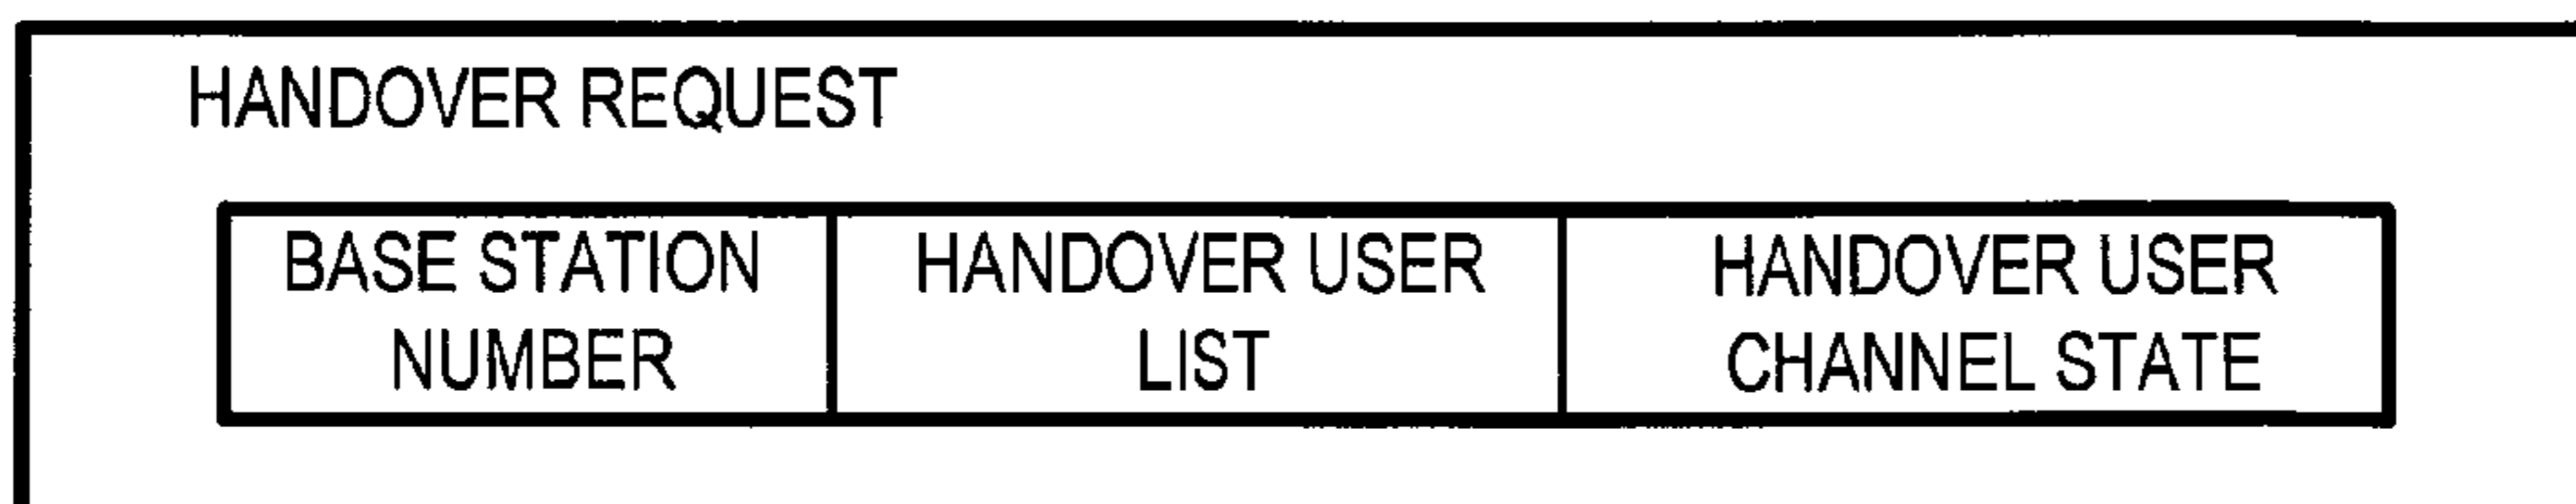 HANDOVER REQUEST
BASE STATION
NUMBER
HANDOVER USER
LIST
HANDOVER USER
CHANNEL STATE